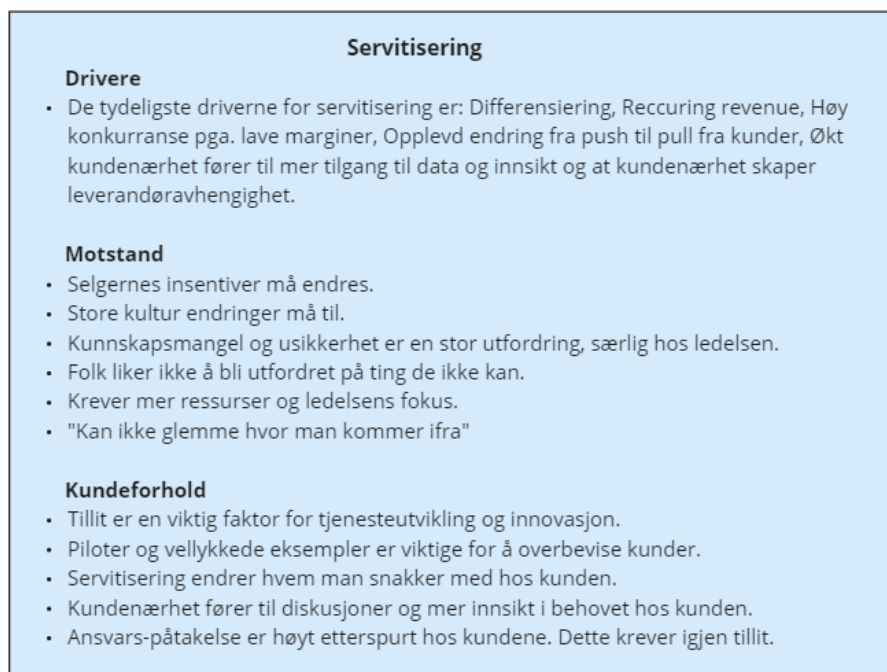 Servitisering
Drivere
• De tydeligste driverne for servitisering er: Differensiering, Reccuring revenue, Høy
konkurranse pga. lave marginer, Opplevd endring fra push til pull fra kunder, Økt
kundenærhet fører til mer tilgang til data og innsikt og at kundenærhet skaper
leverandøravhengighet.
Motstand
• Selgernes insentiver må endres.
• Store kultur endringer må til.
• Kunnskapsmangel og usikkerhet er en stor utfordring, særlig hos ledelsen.
• Folk liker ikke å bli utfordret på ting de ikke kan.
• Krever mer ressurser og ledelsens fokus.
• "Kan ikke glemme hvor man kommer ifra"
Kundeforhold
• Tillit er en viktig faktor for tjenesteutvikling og innovasjon.
• Piloter og vellykkede eksempler er viktige for å overbevise kunder.
• Servitisering endrer hvem man snakker med hos kunden.
• Kundenærhet fører til diskusjoner og mer innsikt i behovet hos kunden.
• Ansvars-påtakelse er høyt etterspurt hos kundene. Dette krever igjen tillit.